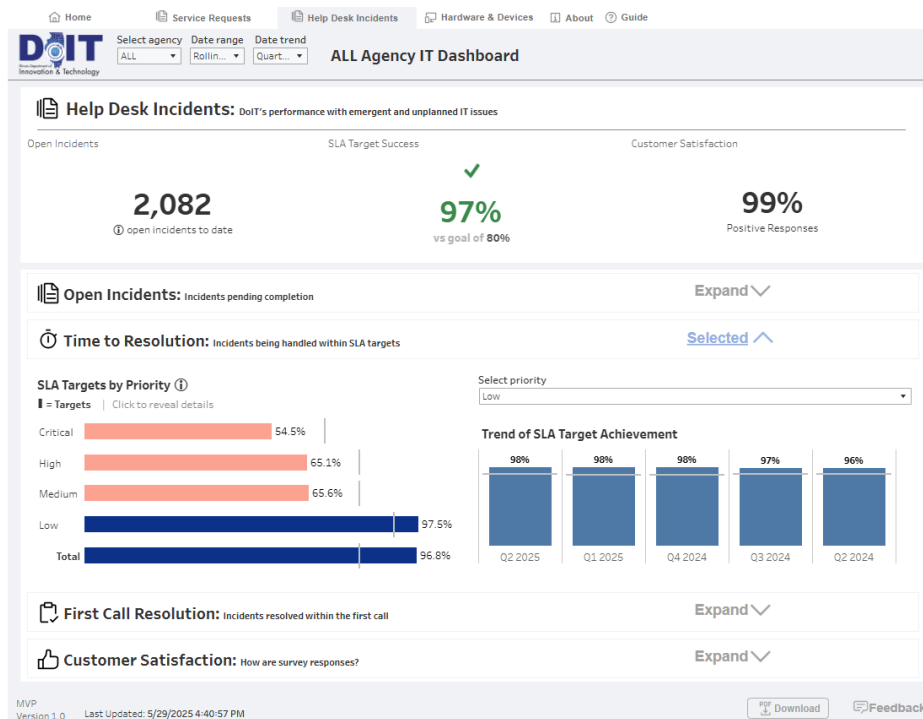 Home
Service Requests
Help Desk Incidents
Hardware & Devices
About
Guide
DoIT
Illinois Department of
Innovation & Technology
Select agency
ALL
Date range
Rollin...
Date trend
Quart...
ALL Agency IT Dashboard
Help Desk Incidents: DoIT's performance with emergent and unplanned IT issues
Open Incidents
2,082
open incidents to date
SLA Target Success
97%
vs goal of 80%
Customer Satisfaction
99%
Positive Responses
Open Incidents: Incidents pending completion
Expand
Time to Resolution: Incidents being handled within SLA targets
Selected
SLA Targets by Priority
= Targets | Click to reveal details
Critical 54.5%
High 65.1%
Medium 65.6%
Low 97.5%
Total 96.8%
Select priority
Low
Trend of SLA Target Achievement
98% 98% 98% 97% 96%
Q2 2025 Q1 2025 Q4 2024 Q3 2024 Q2 2024
First Call Resolution: Incidents resolved within the first call
Expand
Customer Satisfaction: How are survey responses?
Expand
MVP
Version 1.0
Last Updated: 5/29/2025 4:40:57 PM
PDF
Download
Feedback